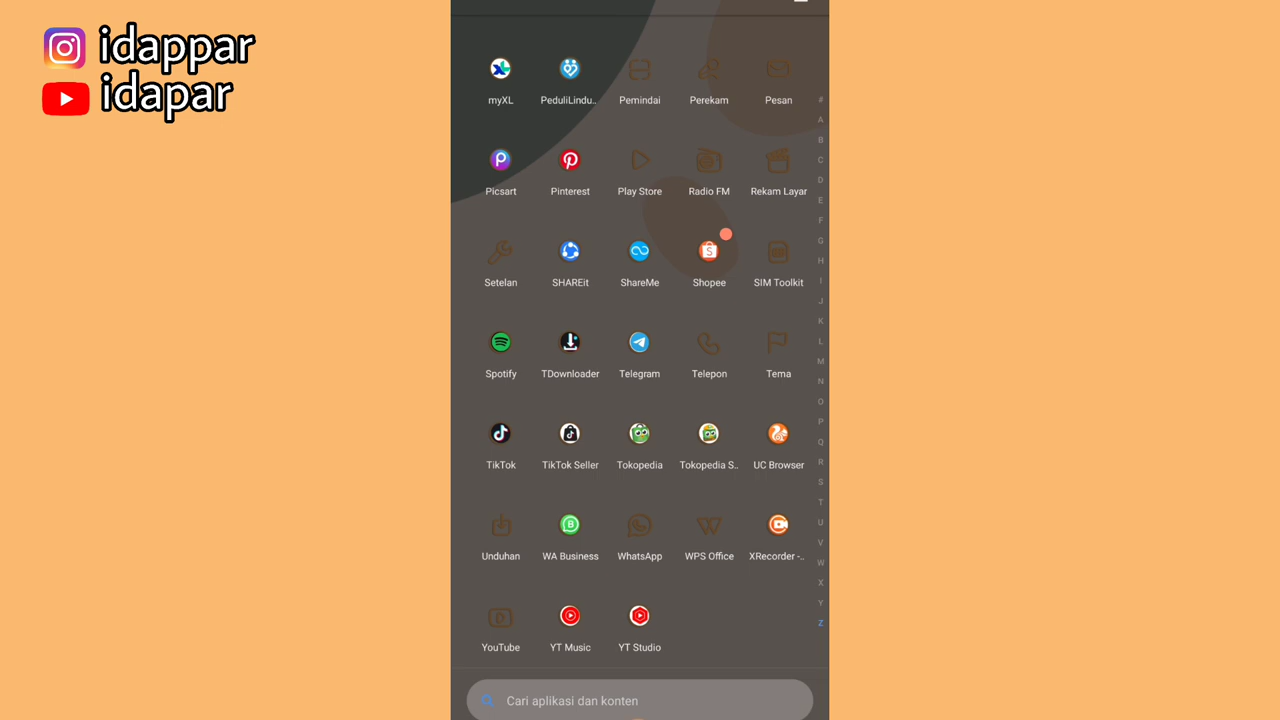 idappar
idapar
myXL PeduliLindu.. Pemindai Perekam Pesan
Picsart Pinterest Play Store Radio FM Rekam Layar
Setelan SHAREit ShareMe Shopee SIM Toolkit
Spotify TDownloader Telegram Telepon Tema
TikTok TikTok Seller Tokopedia Tokopedia S.. UC Browser
Unduhan WA Business WhatsApp WPS Office XRecorder -..
YouTube YT Music YT Studio
Cari aplikasi dan konten
#
A
B
C
D
E
F
G
H
I
J
K
L
M
N
O
P
Q
R
S
T
U
V
W
X
Y
Z